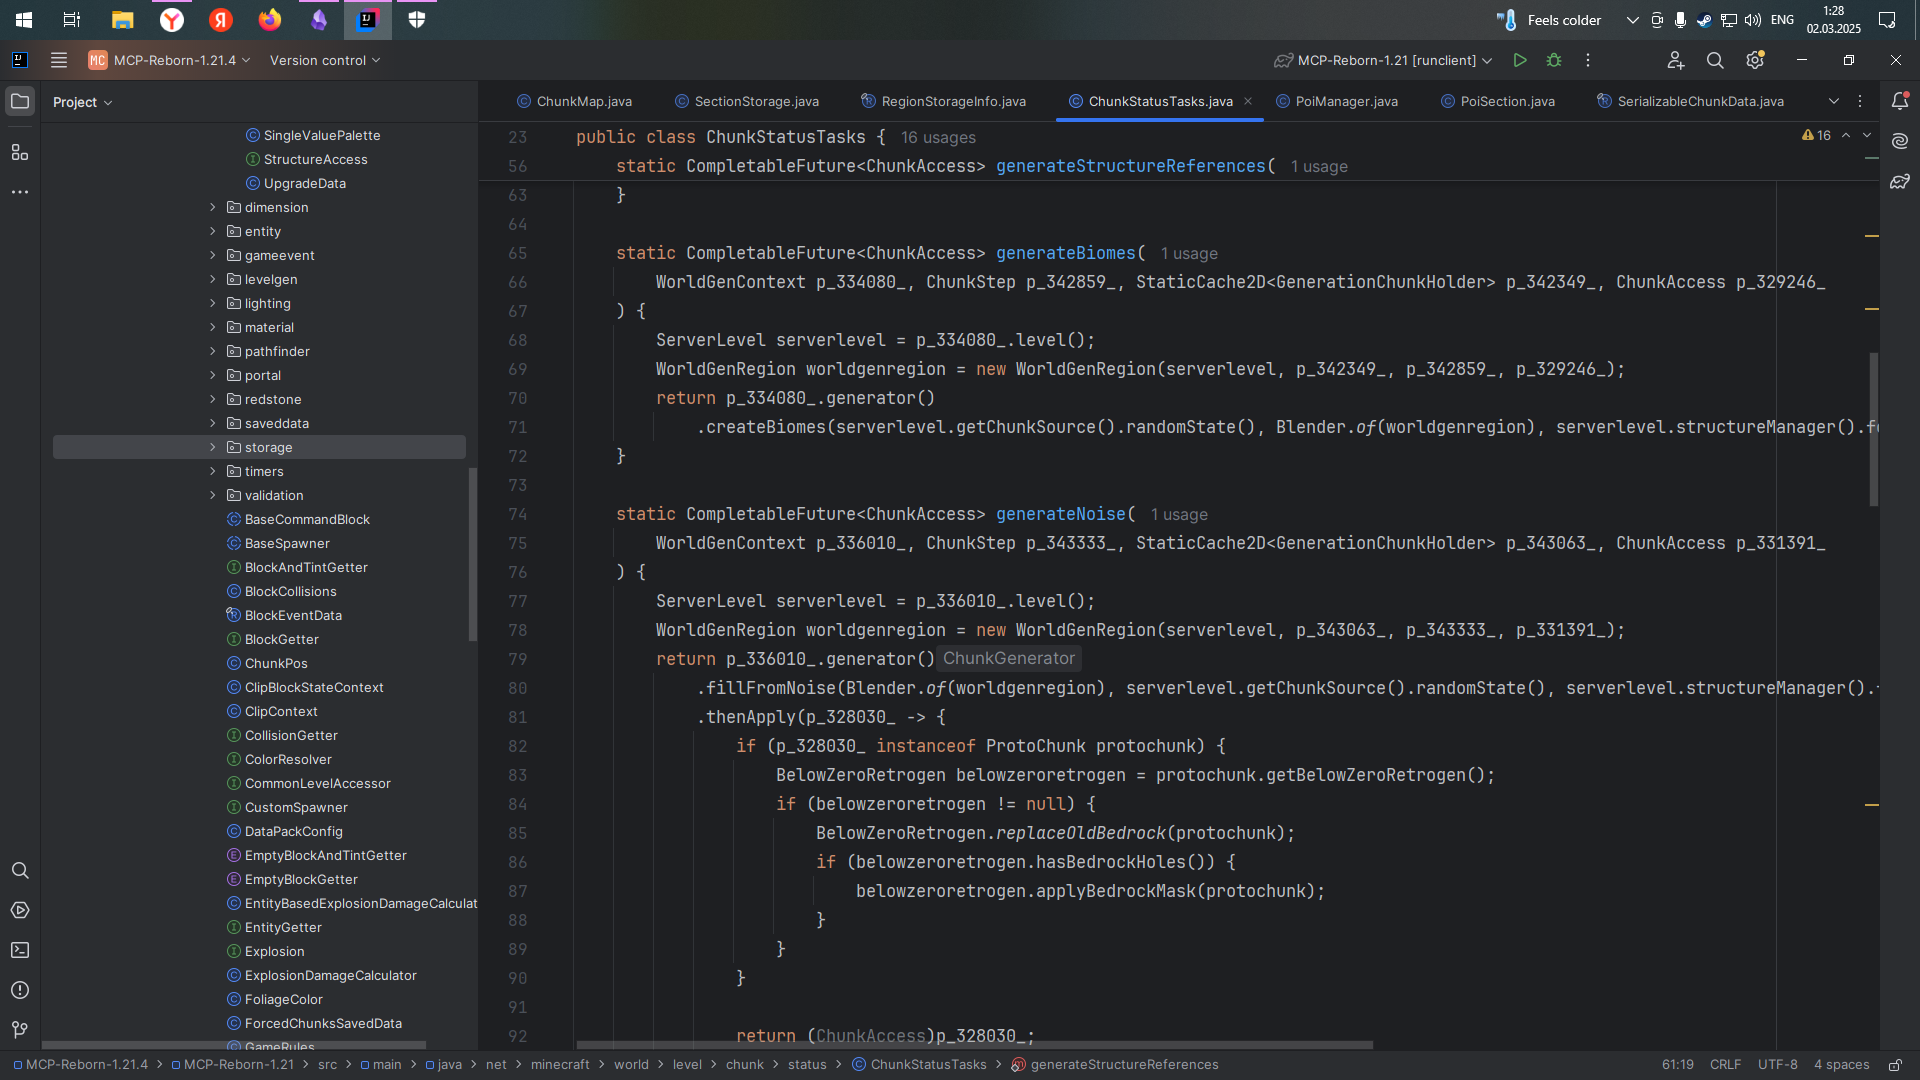 Feels colder
ENG
1:28
02.03.2025
MC MCP-Reborn-1.21.4
Version control
MCP-Reborn-1.21 [runclient]
Project
ChunkMap.java
SectionStorage.java
RegionStorageInfo.java
ChunkStatusTasks.java
PoiManager.java
PoiSection.java
SerializableChunkData.java
SingleValuePalette
StructureAccess
UpgradeData
dimension
entity
gameevent
levelgen
lighting
material
pathfinder
portal
redstone
saveddata
storage
timers
validation
BaseCommandBlock
BaseSpawner
BlockAndTintGetter
BlockCollisions
BlockEventData
BlockGetter
ChunkPos
ClipBlockStateContext
ClipContext
CollisionGetter
ColorResolver
CommonLevelAccessor
CustomSpawner
DataPackConfig
EmptyBlockAndTintGetter
EmptyBlockGetter
EntityBasedExplosionDamageCalculat
EntityGetter
Explosion
ExplosionDamageCalculator
FoliageColor
ForcedChunksSavedData
GameRules
16
23 public class ChunkStatusTasks { 16 usages
56 static CompletableFuture<ChunkAccess> generateStructureReferences( 1 usage
63 }
64
65 static CompletableFuture<ChunkAccess> generateBiomes( 1 usage
66 WorldGenContext p_334080_, ChunkStep p_342859_, StaticCache2D<GenerationChunkHolder> p_342349_, ChunkAccess p_329246_
67 ) {
68 ServerLevel serverlevel = p_334080_.level();
69 WorldGenRegion worldgenregion = new WorldGenRegion(serverlevel, p_342349_, p_342859_, p_329246_);
70 return p_334080_.generator()
71 .createBiomes(serverlevel.getChunkSource().randomState(), Blender.of(worldgenregion), serverlevel.structureManager().fo
72 }
73
74 static CompletableFuture<ChunkAccess> generateNoise( 1 usage
75 WorldGenContext p_336010_, ChunkStep p_343333_, StaticCache2D<GenerationChunkHolder> p_343063_, ChunkAccess p_331391_
76 ) {
77 ServerLevel serverlevel = p_336010_.level();
78 WorldGenRegion worldgenregion = new WorldGenRegion(serverlevel, p_343063_, p_343333_, p_331391_);
79 return p_336010_.generator() ChunkGenerator
80 .fillFromNoise(Blender.of(worldgenregion), serverlevel.getChunkSource().randomState(), serverlevel.structureManager().
81 .thenApply(p_328030_ -> {
82 if (p_328030_ instanceof ProtoChunk protochunk) {
83 BelowZeroRetrogen belowzeroretrogen = protochunk.getBelowZeroRetrogen();
84 if (belowzeroretrogen != null) {
85 BelowZeroRetrogen.replaceOldBedrock(protochunk);
86 if (belowzeroretrogen.hasBedrockHoles()) {
87 belowzeroretrogen.applyBedrockMask(protochunk);
88 }
89 }
90 }
91
92 return (ChunkAccess)p_328030_;
MCP-Reborn-1.21.4 > MCP-Reborn-1.21 > src > main > java > net > minecraft > world > level > chunk > status > ChunkStatusTasks > generateStructureReferences
61:19 CRLF UTF-8 4 spaces